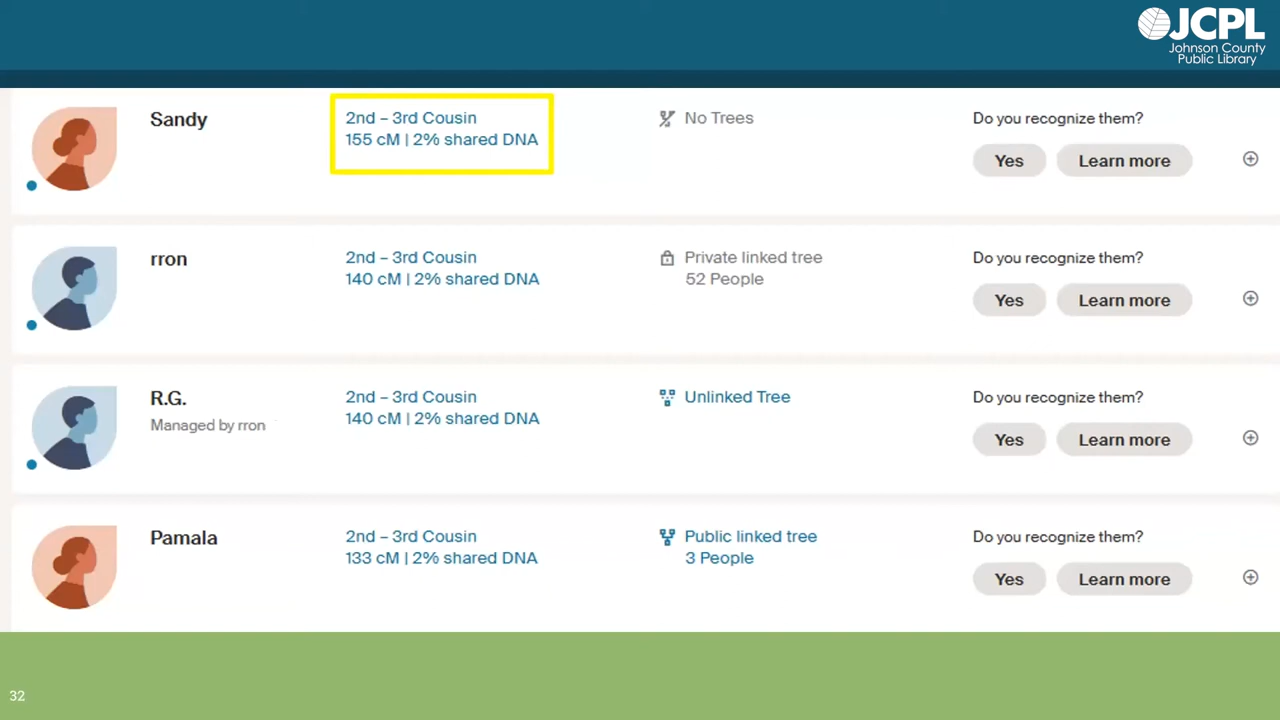 JCPL
Johnson County
Public Library
Sandy
2nd – 3rd Cousin
155 cM | 2% shared DNA
No Trees
Do you recognize them?
Yes
Learn more
rron
2nd – 3rd Cousin
140 cM | 2% shared DNA
Private linked tree
52 People
Do you recognize them?
Yes
Learn more
R.G.
Managed by rron
2nd – 3rd Cousin
140 cM | 2% shared DNA
Unlinked Tree
Do you recognize them?
Yes
Learn more
Pamala
2nd – 3rd Cousin
133 cM | 2% shared DNA
Public linked tree
3 People
Do you recognize them?
Yes
Learn more
32